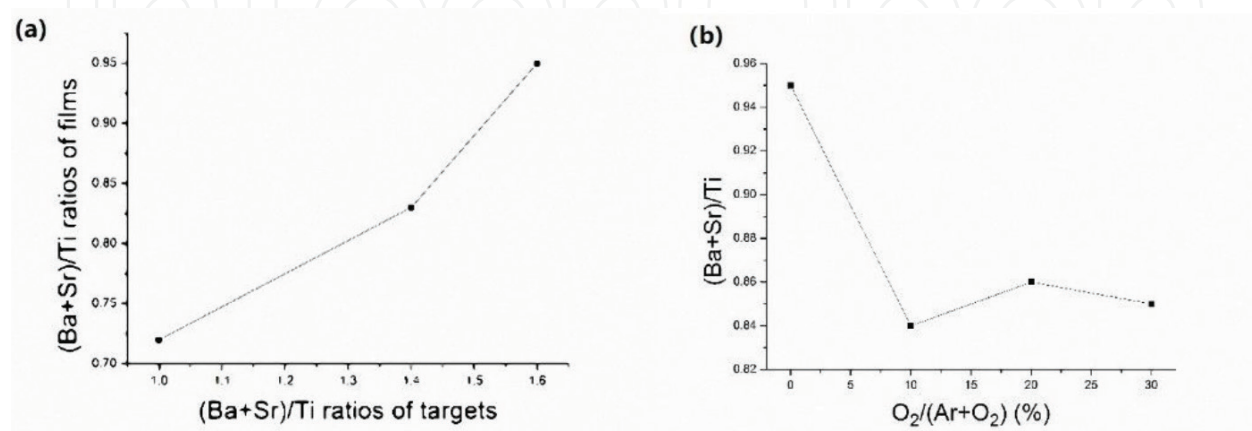 (a)
(Ba+Sr)/Ti ratios of films
0.95
0.90
0.85
0.80
0.75
0.70
1.0 1.1 1.2 1.3 1.4 1.5 1.6
(Ba+Sr)/Ti ratios of targets
(b)
(Ba+Sr)/Ti
0.96
0.94
0.92
0.90
0.88
0.86
0.84
0.82
0 5 10 15 20 25 30
O₂/(Ar+O₂) (%)